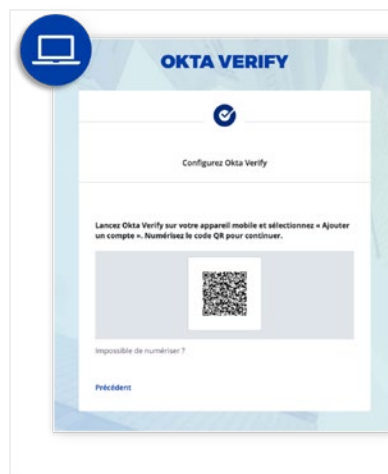 OKTA VERIFY
Configurez Okta Verify
Lancez Okta Verify sur votre appareil mobile et sélectionnez « Ajouter
un compte ». Numérisez le code QR pour continuer.
Impossible de numériser ?
Précédent